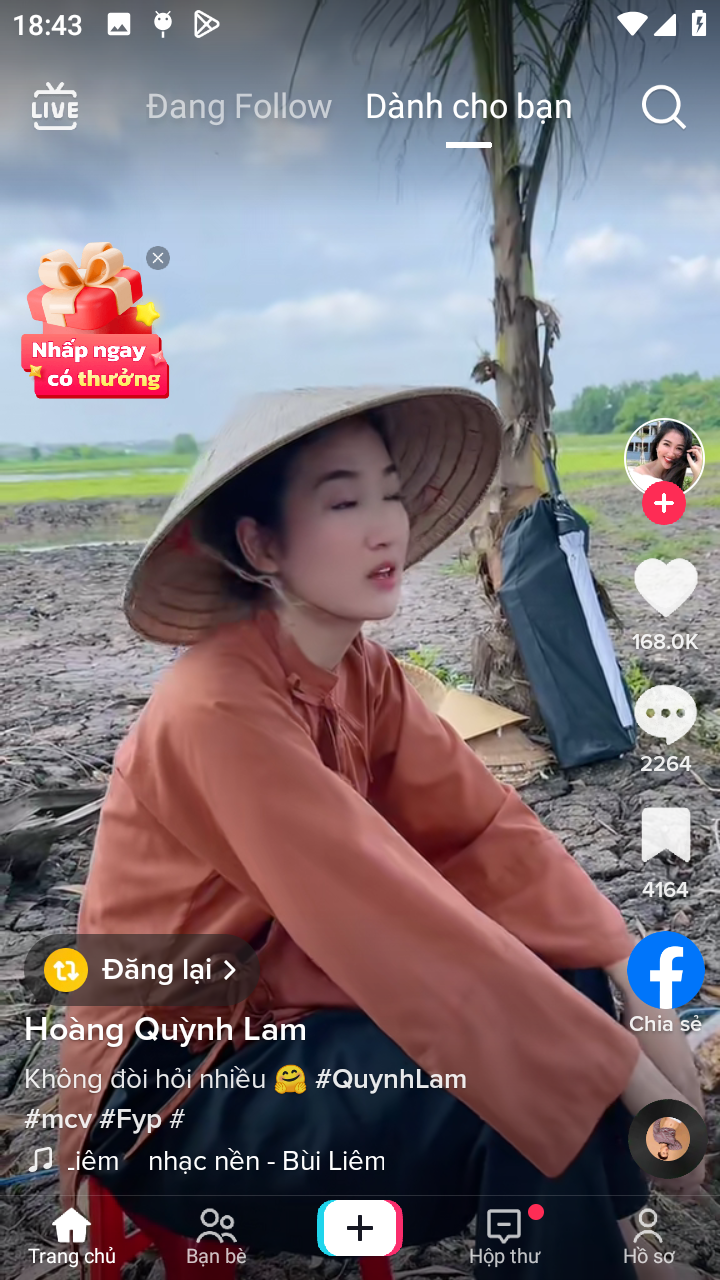 18:43
LIVE
Đang Follow
Dành cho bạn
Nhấp ngay
có thưởng
168.0K
2264
4164
Đăng lại
Chia sẻ
Hoàng Quỳnh Lam
Không đòi hỏi nhiều 🤗 #QuynhLam
#mcv #Fyp #
iêm nhạc nền - Bùi Liêm
Trang chủ
Bạn bè
Hộp thư
Hồ sơ